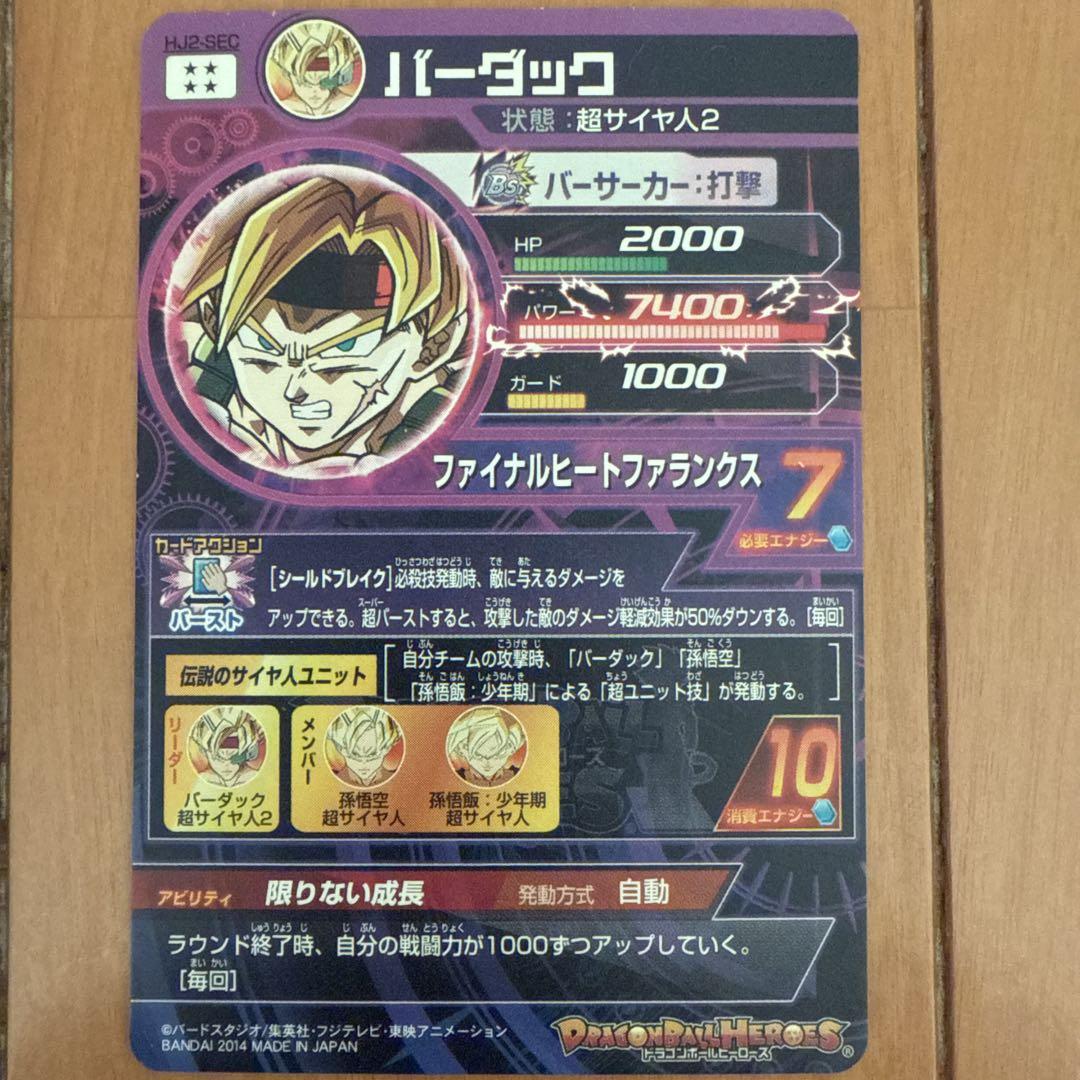 HJ2-SEC
★★
★★
バーダック
状態：超サイヤ人2
BS バーサーカー：打撃
HP 2000
パワー 7400
ガード 1000
ファイナルヒートファランクス 7
必要エナジー
カードアクション
バースト
[シールドブレイク]必殺技発動時、敵に与えるダメージを
アップできる。超バーストすると、攻撃した敵のダメージ軽減効果が50%ダウンする。[毎回]
伝説のサイヤ人ユニット
自分チームの攻撃時、「バーダック」「孫悟空」
「孫悟飯：少年期」による「超ユニット技」が発動する。
リーダー
バーダック
超サイヤ人2
メンバー
孫悟空
超サイヤ人
孫悟飯：少年期
超サイヤ人
10
消費エナジー
アビリティ 限りない成長 発動方式 自動
ラウンド終了時、自分の戦闘力が1000ずつアップしていく。
[毎回]
©バードスタジオ/集英社・フジテレビ・東映アニメーション
BANDAI 2014 MADE IN JAPAN
DRAGONBALL HEROES
ドラゴンボールヒーローズ
®